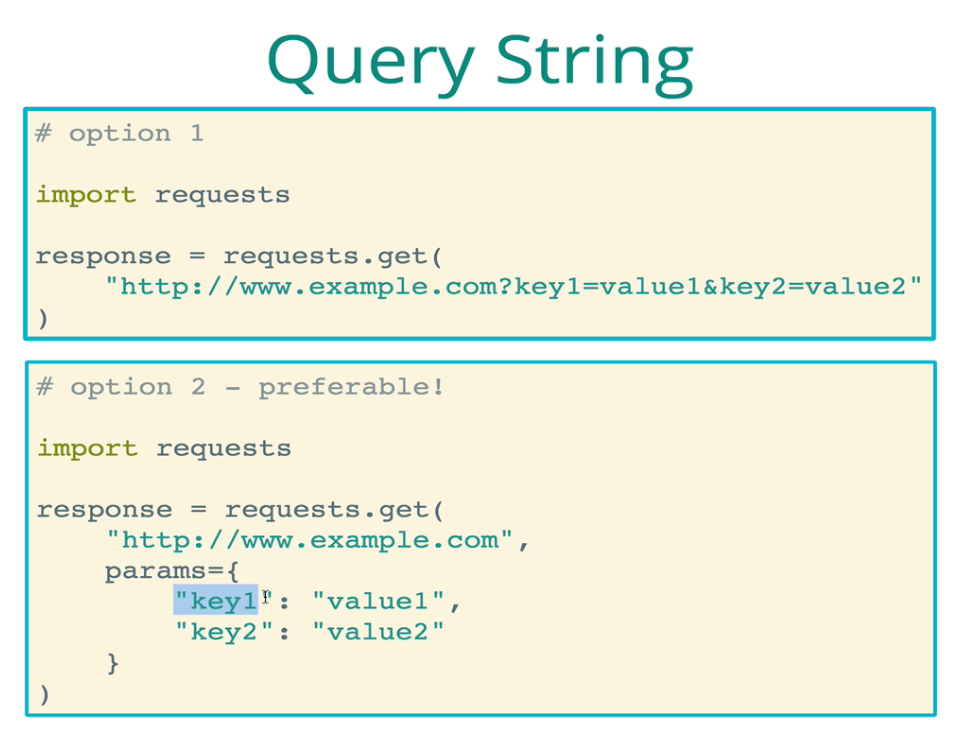 Query String
# option 1
import requests
response = requests.get(
"http://www.example.com?key1=value1&key2=value2"
)
# option 2 – preferable!
import requests
response = requests.get(
"http://www.example.com",
params={
"key1": "value1",
"key2": "value2"
}
)